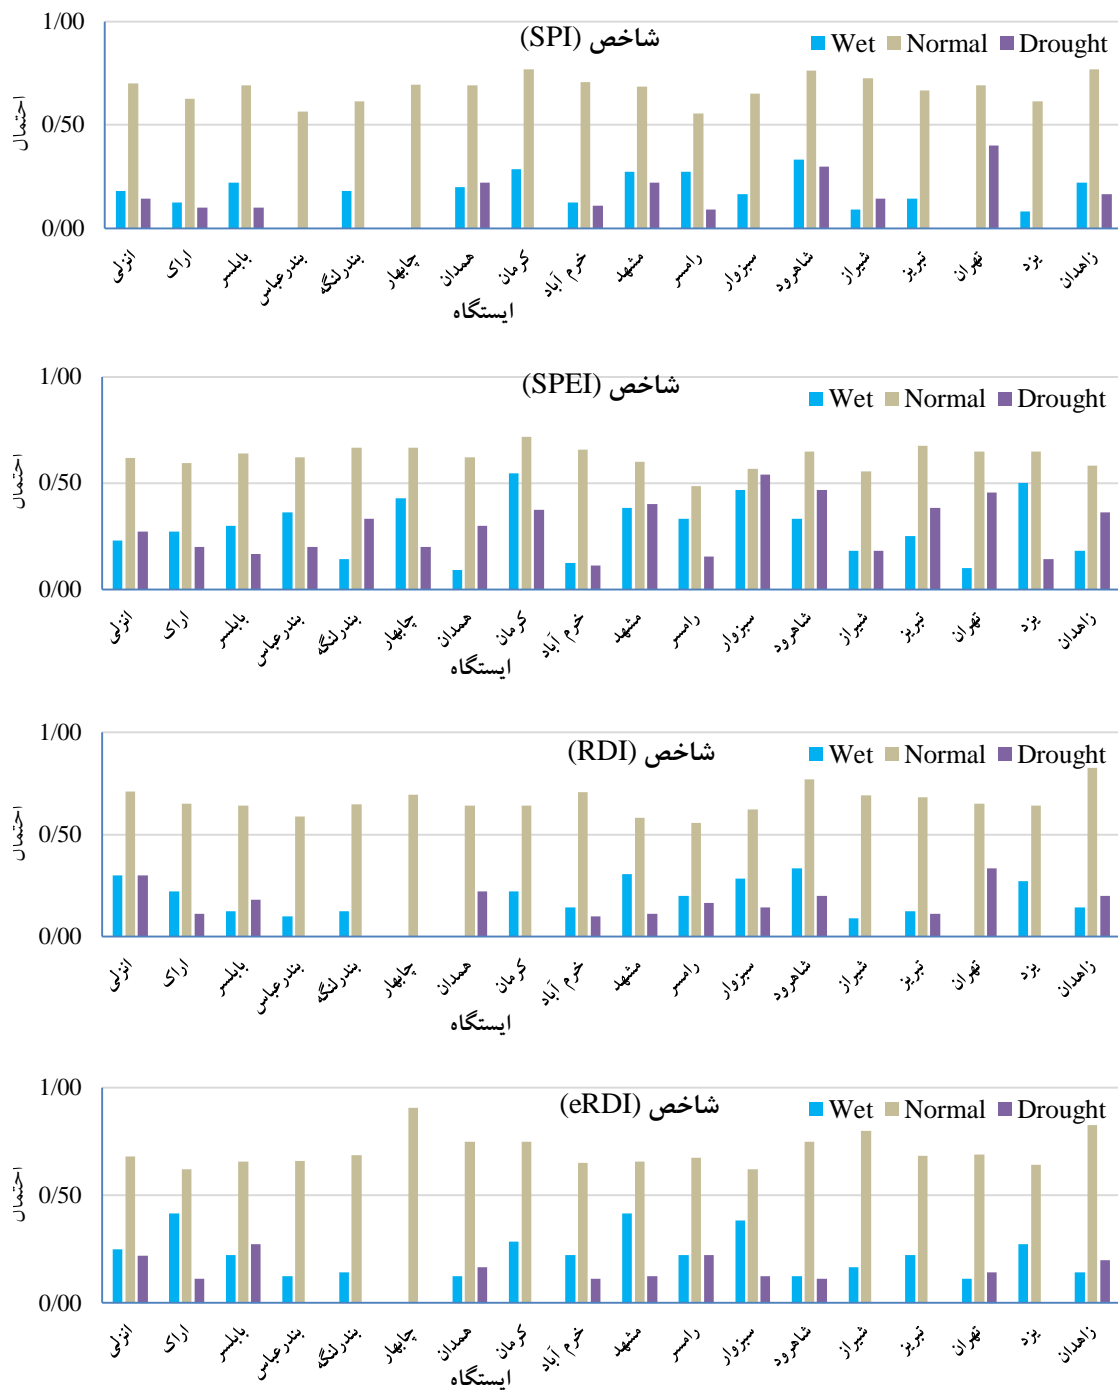 شاخص (SPI)
Wet Normal Drought
1/00
0/50
0/00
احتمال
انزلی اراک بابلسر بندرعباس بندرلنگه چابهار همدان کرمان خرم آباد مشهد رامسر سبزوار شاهرود شیراز تبریز تهران یزد زاهدان
ایستگاه
شاخص (SPEI)
Wet Normal Drought
1/00
0/50
0/00
احتمال
انزلی اراک بابلسر بندرعباس بندرلنگه چابهار همدان کرمان خرم آباد مشهد رامسر سبزوار شاهرود شیراز تبریز تهران یزد زاهدان
ایستگاه
شاخص (RDI)
Wet Normal Drought
1/00
0/50
0/00
احتمال
انزلی اراک بابلسر بندرعباس بندرلنگه چابهار همدان کرمان خرم آباد مشهد رامسر سبزوار شاهرود شیراز تبریز تهران یزد زاهدان
ایستگاه
شاخص (eRDI)
Wet Normal Drought
1/00
0/50
0/00
احتمال
انزلی اراک بابلسر بندرعباس بندرلنگه چابهار همدان کرمان خرم آباد مشهد رامسر سبزوار شاهرود شیراز تبریز تهران یزد زاهدان
ایستگاه